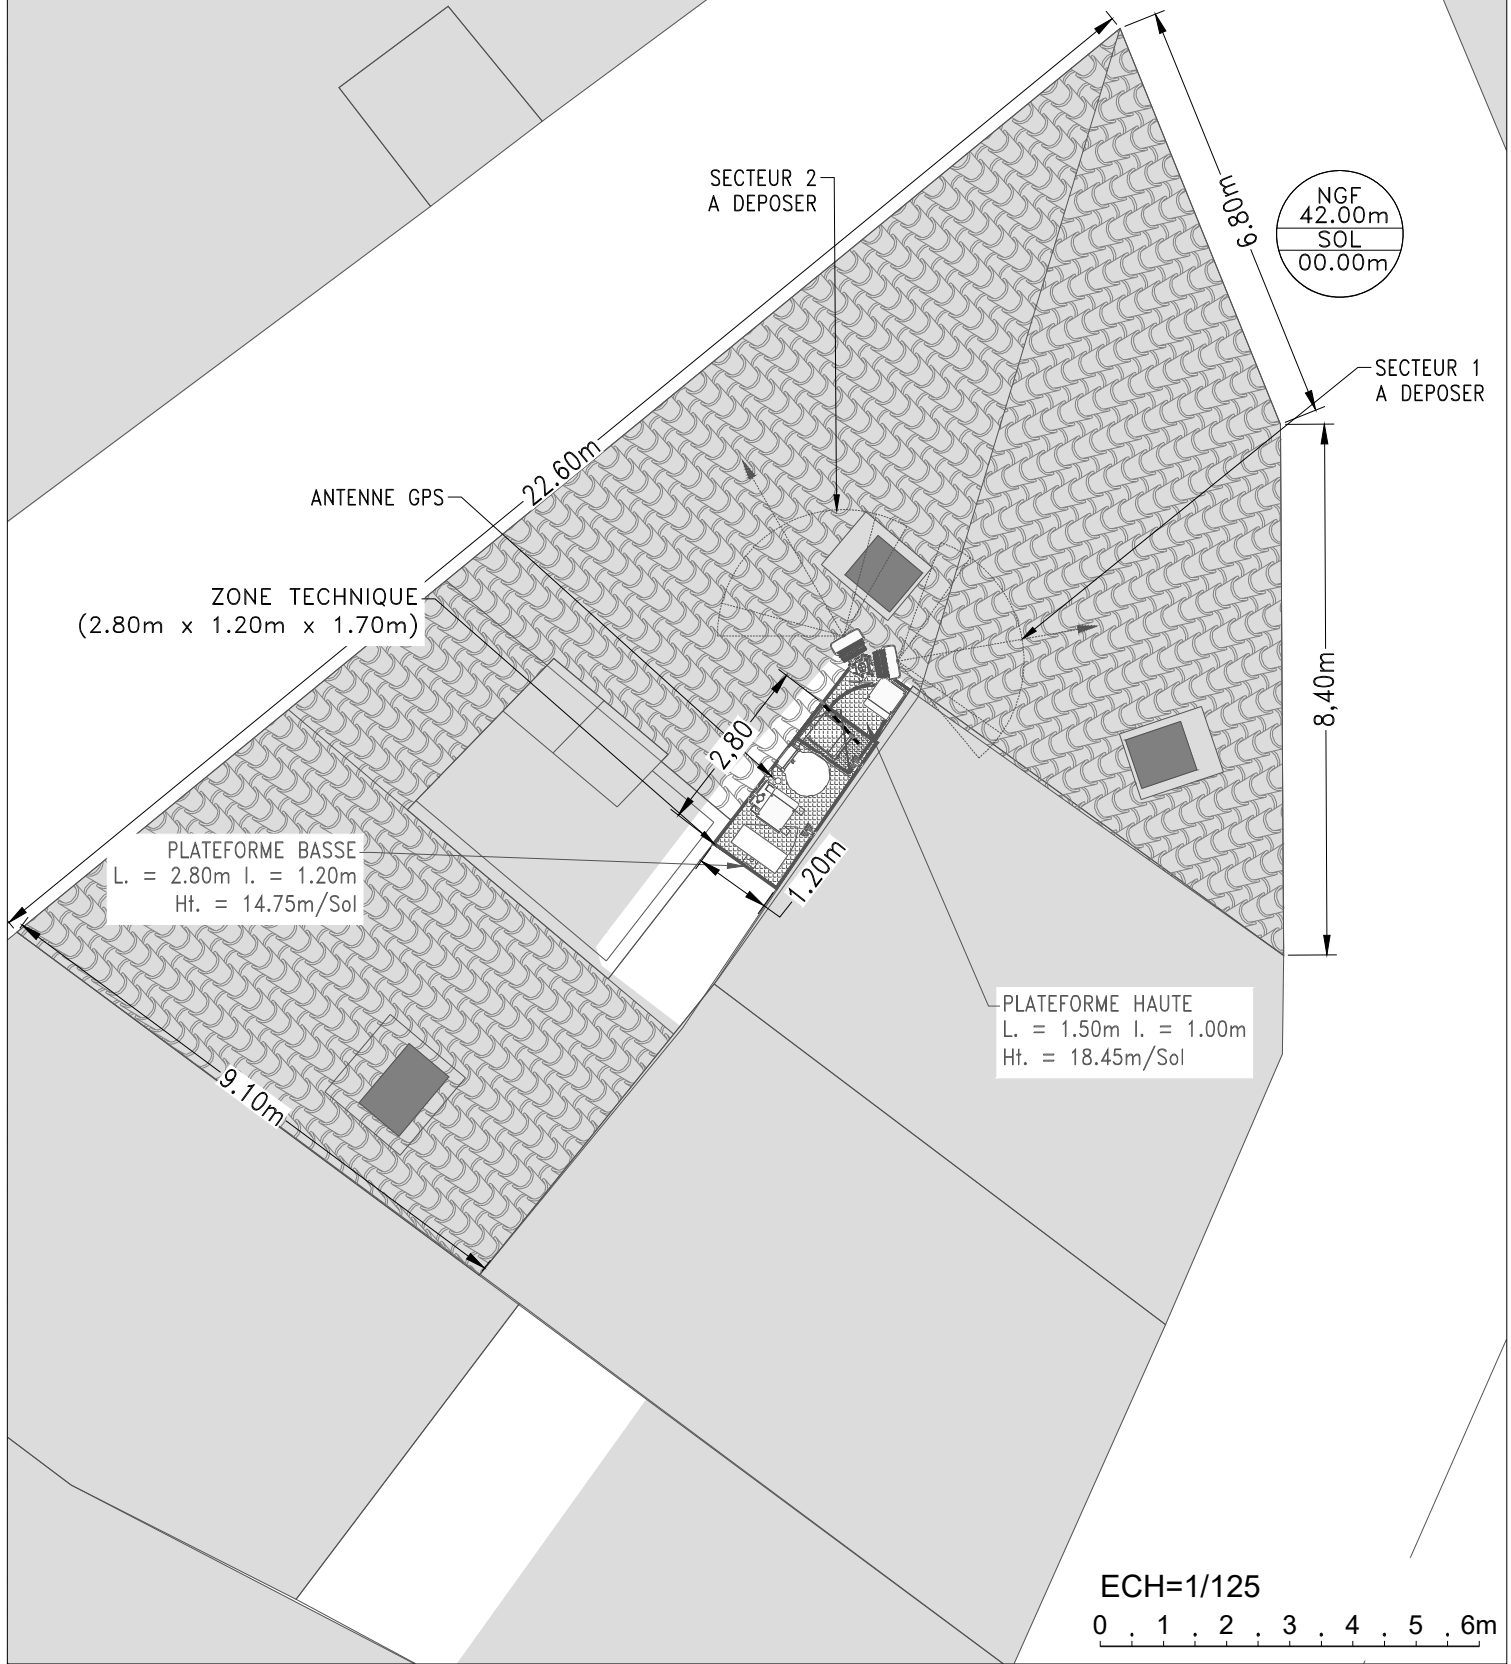 SECTEUR 2
A DEPOSER
6.80m
NGF
42.00m
SOL
00.00m
SECTEUR 1
A DEPOSER
22.60m
ANTENNE GPS
ZONE TECHNIQUE
(2.80m x 1.20m x 1.70m)
8,40m
2,80
PLATEFORME BASSE
L. = 2.80m l. = 1.20m
Ht. = 14.75m/Sol
1.20m
PLATEFORME HAUTE
L. = 1.50m l. = 1.00m
Ht. = 18.45m/Sol
9.10m
ECH=1/125
0 . 1 . 2 . 3 . 4 . 5 . 6m